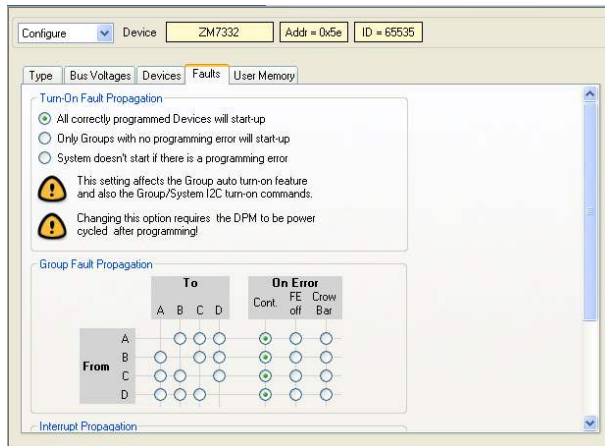 Configure Device ZM7332 Addr = 0x5e ID = 65535
Type Bus Voltages Devices Faults User Memory
Turn-On Fault Propagation
All correctly programmed Devices will start-up
Only Groups with no programming error will start-up
System doesn't start if there is a programming error
This setting affects the Group auto turn-on feature
and also the Group/System I2C turn-on commands.
Changing this option requires the DPM to be power
cycled after programming!
Group Fault Propagation
To On Error
A B C D Cont. FE off Crow Bar
From
A
B
C
D
Interrupt Propagation